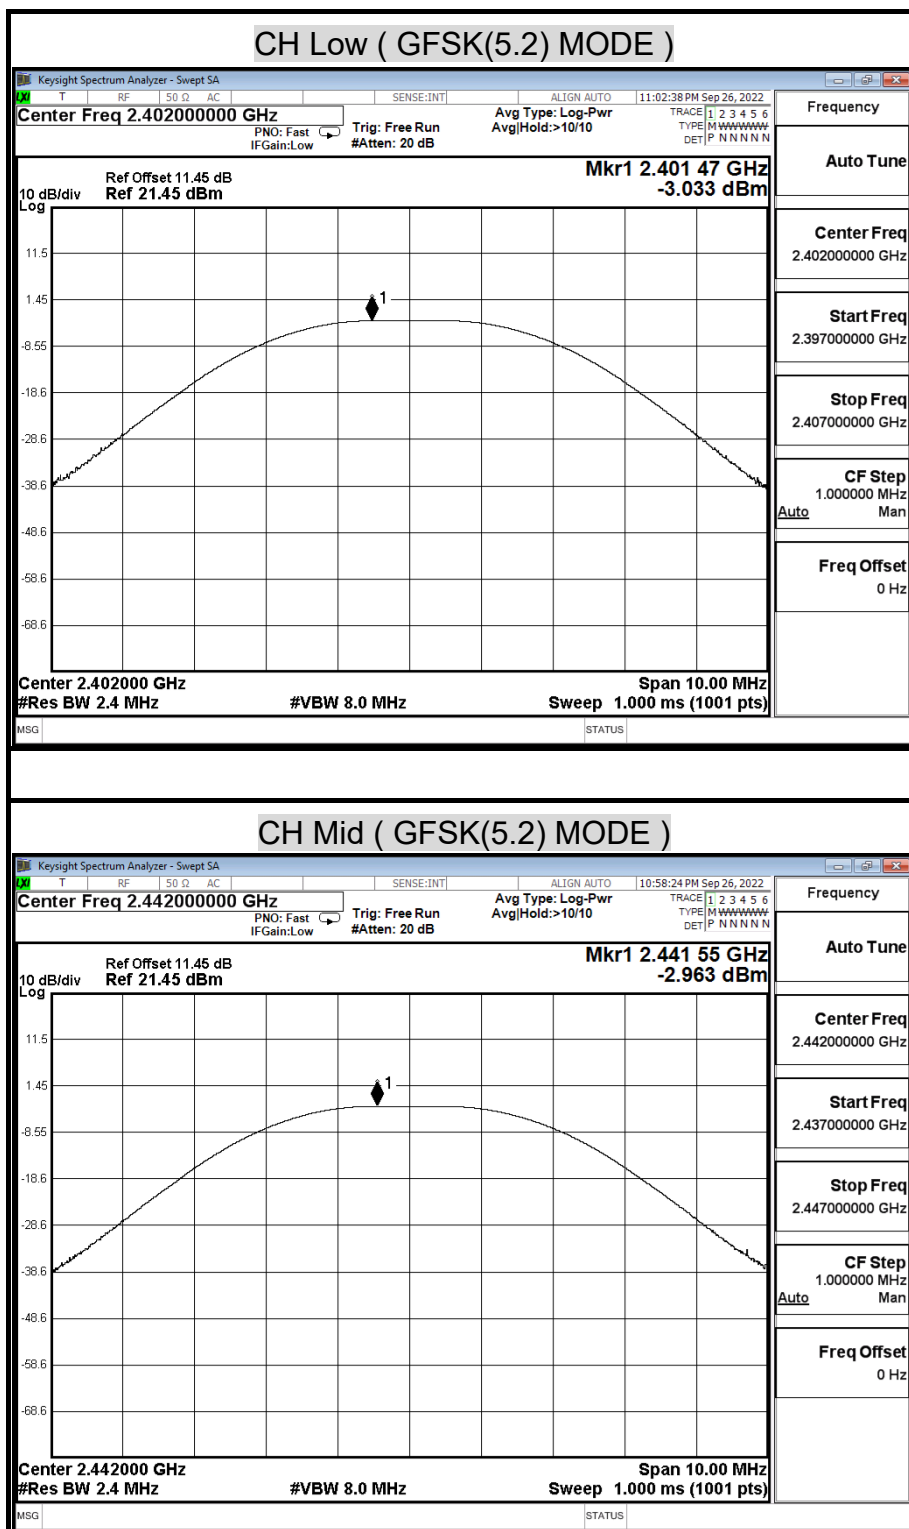 CH Low ( GFSK(5.2) MODE )
Keysight Spectrum Analyzer - Swept SA
LXI T RF 50 Ω AC SENSE:INT ALIGN AUTO 11:02:38 PM Sep 26, 2022
Center Freq 2.402000000 GHz
PNO: Fast
IFGain:Low
Trig: Free Run
#Atten: 20 dB
Avg Type: Log-Pwr
Avg|Hold:>10/10
TRACE 1 2 3 4 5 6
TYPE M WWWWW
DET P N N N N N
Frequency
Mkr1 2.401 47 GHz
-3.033 dBm
Ref Offset 11.45 dB
10 dB/div Ref 21.45 dBm
Log
1
11.5
1.45
-8.55
-18.6
-28.6
-38.6
-48.6
-58.6
-68.6
Center 2.402000 GHz Span 10.00 MHz
#Res BW 2.4 MHz #VBW 8.0 MHz Sweep 1.000 ms (1001 pts)
MSG STATUS
Auto Tune
Center Freq
2.402000000 GHz
Start Freq
2.397000000 GHz
Stop Freq
2.407000000 GHz
CF Step
1.000000 MHz
Auto Man
Freq Offset
0 Hz
CH Mid ( GFSK(5.2) MODE )
Keysight Spectrum Analyzer - Swept SA
LXI T RF 50 Ω AC SENSE:INT ALIGN AUTO 10:58:24 PM Sep 26, 2022
Center Freq 2.442000000 GHz
PNO: Fast
IFGain:Low
Trig: Free Run
#Atten: 20 dB
Avg Type: Log-Pwr
Avg|Hold:>10/10
TRACE 1 2 3 4 5 6
TYPE M WWWWW
DET P N N N N N
Frequency
Mkr1 2.441 55 GHz
-2.963 dBm
Ref Offset 11.45 dB
10 dB/div Ref 21.45 dBm
Log
1
11.5
1.45
-8.55
-18.6
-28.6
-38.6
-48.6
-58.6
-68.6
Center 2.442000 GHz Span 10.00 MHz
#Res BW 2.4 MHz #VBW 8.0 MHz Sweep 1.000 ms (1001 pts)
MSG STATUS
Auto Tune
Center Freq
2.442000000 GHz
Start Freq
2.437000000 GHz
Stop Freq
2.447000000 GHz
CF Step
1.000000 MHz
Auto Man
Freq Offset
0 Hz